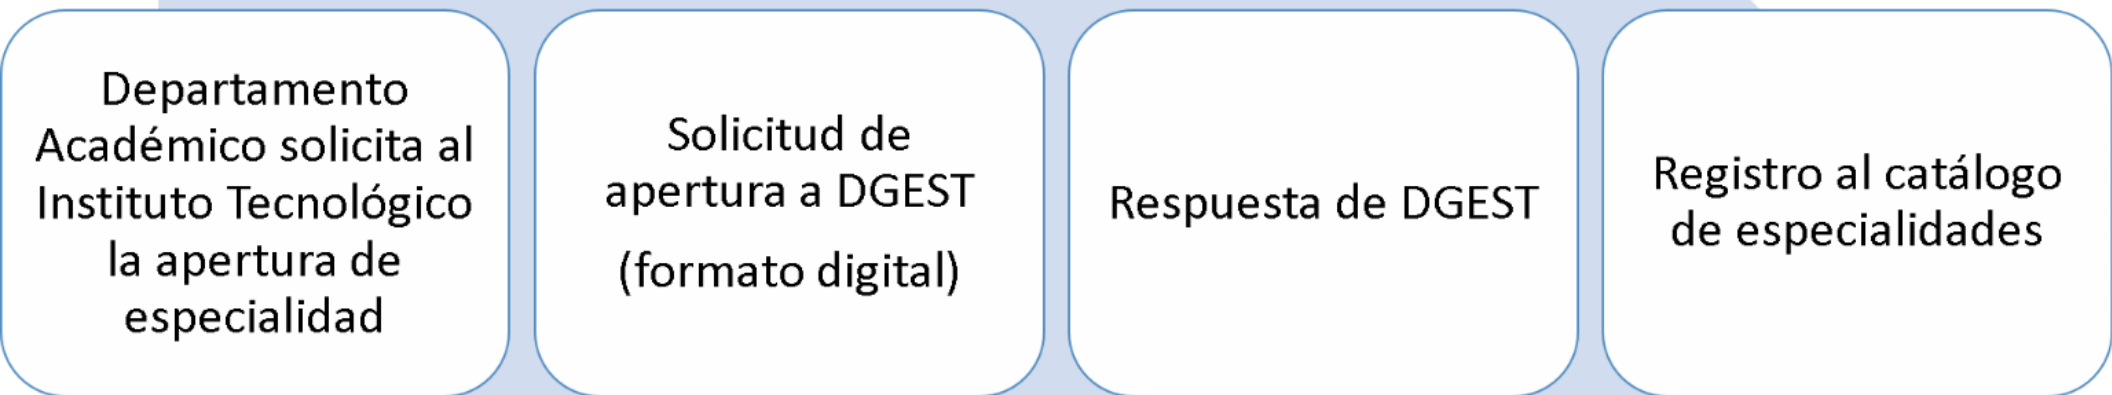 Departamento
Académico solicita al
Instituto Tecnológico
la apertura de
especialidad
Solicitud de
apertura a DGEST
(formato digital)
Respuesta de DGEST
Registro al catálogo
de especialidades